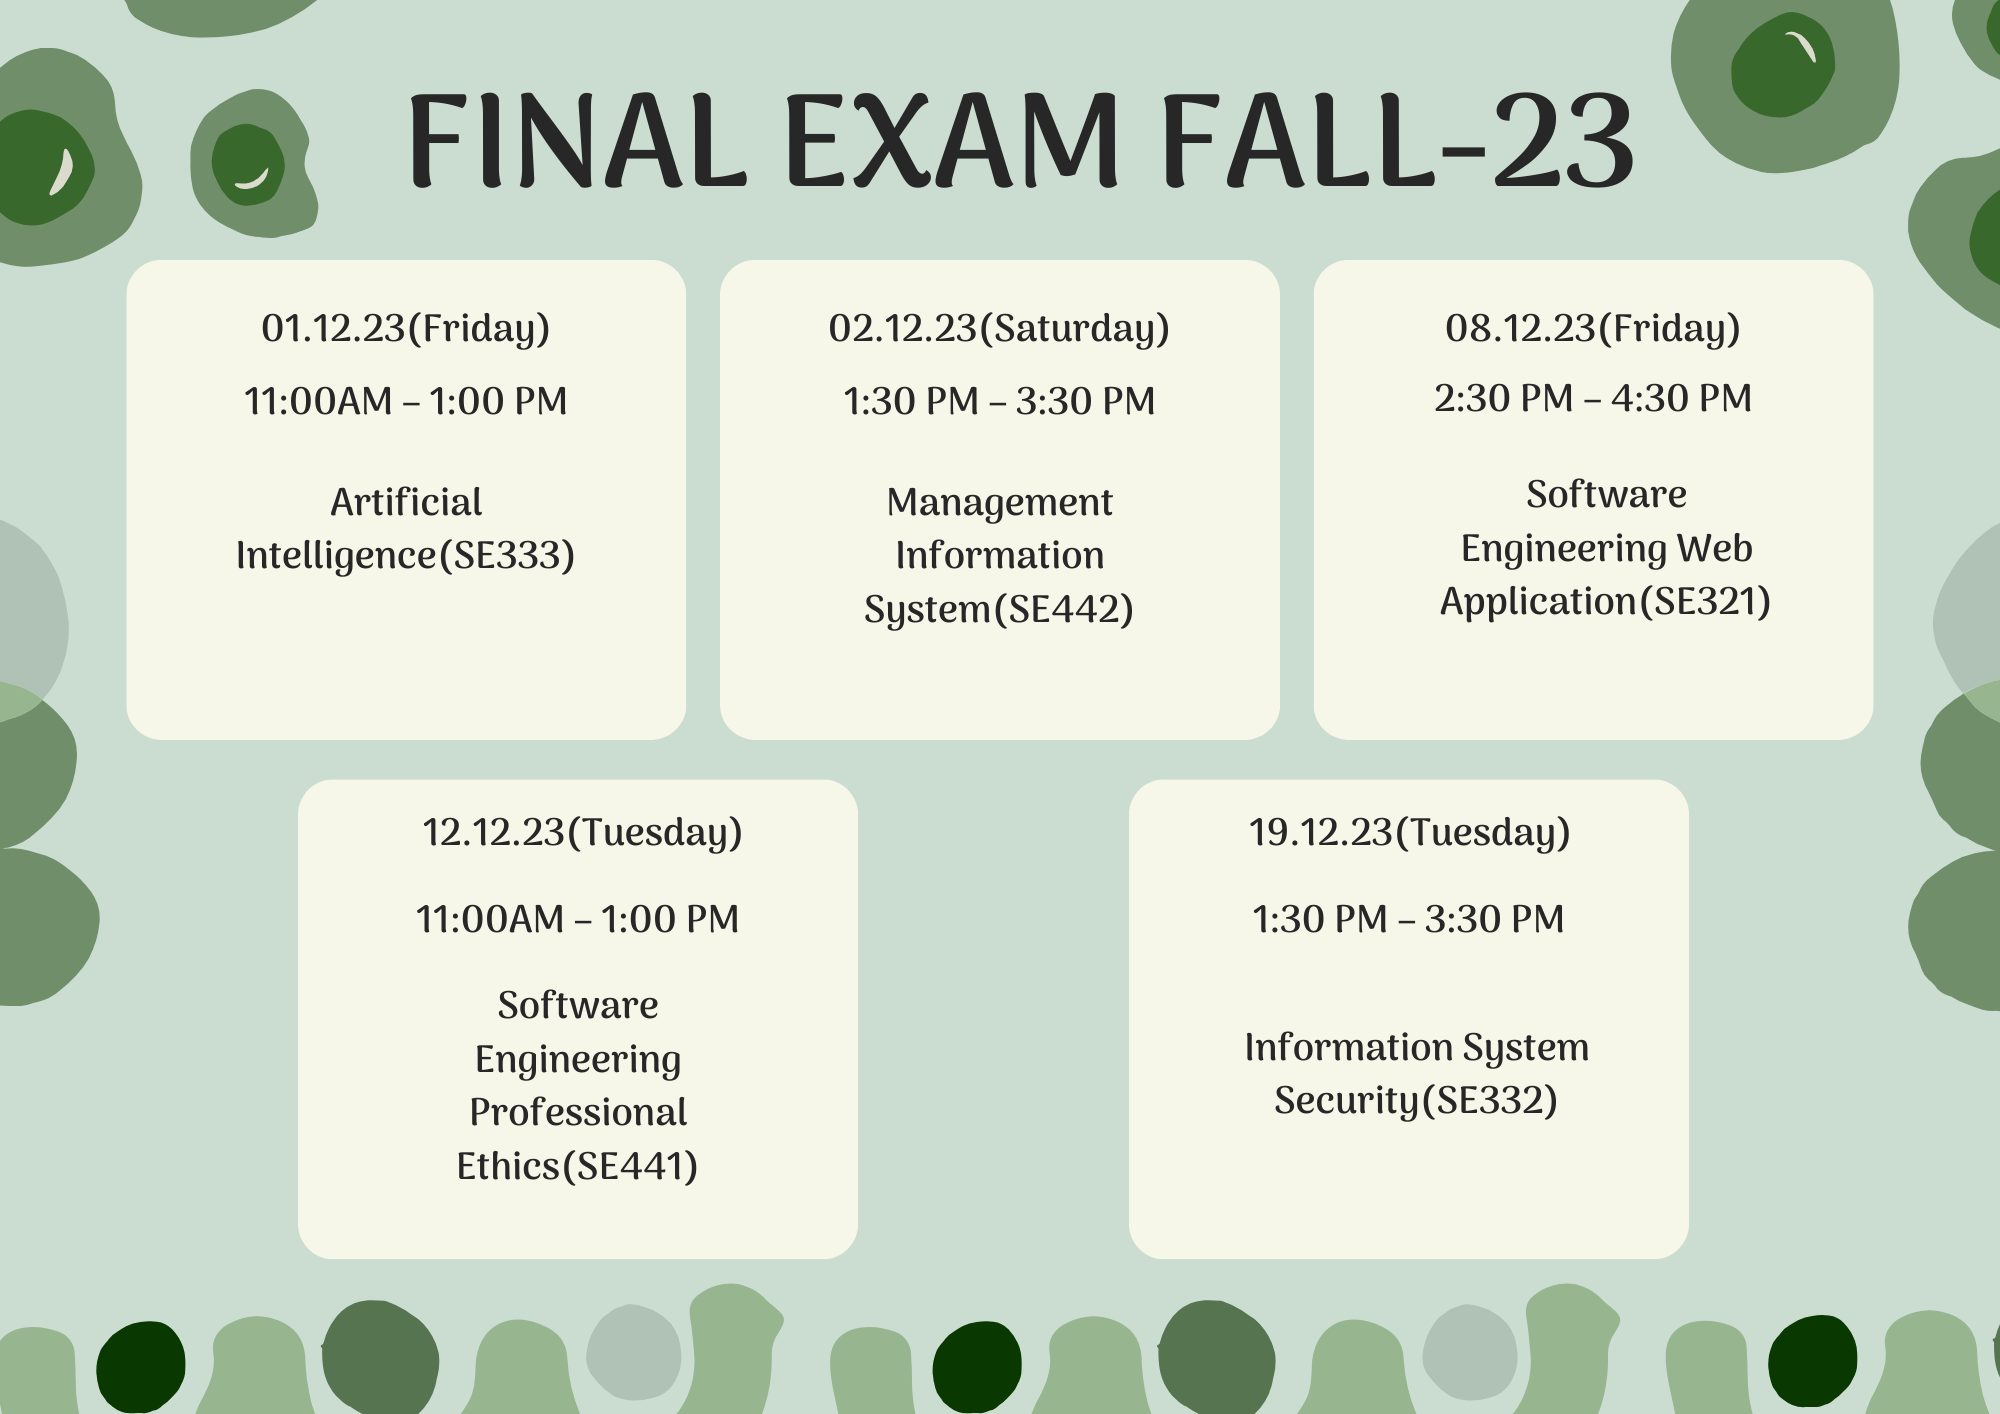 FINAL EXAM FALL-23
01.12.23(Friday)
11:00AM – 1:00 PM
Artificial
Intelligence(SE333)
02.12.23(Saturday)
1:30 PM – 3:30 PM
Management
Information
System(SE442)
08.12.23(Friday)
2:30 PM – 4:30 PM
Software
Engineering Web
Application(SE321)
12.12.23(Tuesday)
11:00AM – 1:00 PM
Software
Engineering
Professional
Ethics(SE441)
19.12.23(Tuesday)
1:30 PM – 3:30 PM
Information System
Security(SE332)